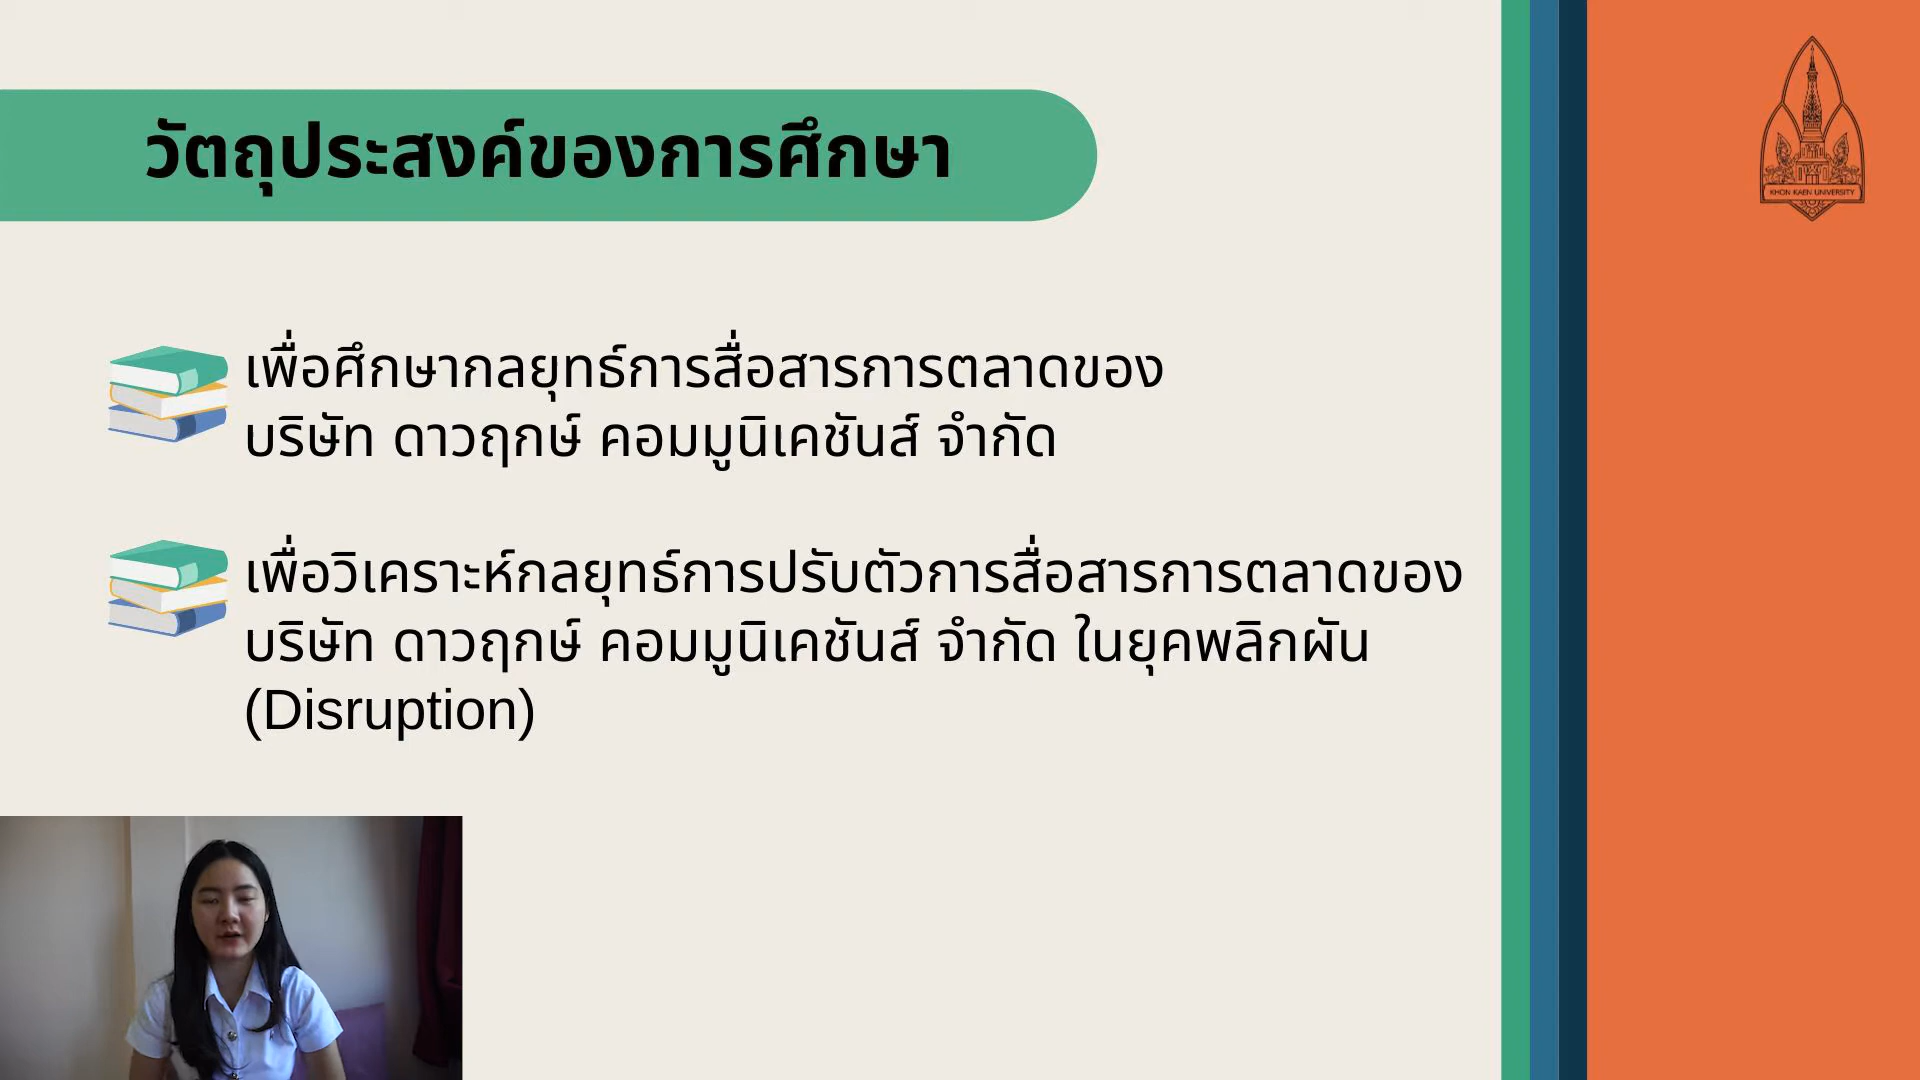 วัตถุประสงค์ของการศึกษา
KHON KAEN UNIVERSITY
เพื่อศึกษากลยุทธ์การสื่อสารการตลาดของ
บริษัท ดาวฤกษ์ คอมมูนิเคชันส์ จำกัด
เพื่อวิเคราะห์กลยุทธ์การปรับตัวการสื่อสารการตลาดของ
บริษัท ดาวฤกษ์ คอมมูนิเคชันส์ จำกัด ในยุคพลิกผัน
(Disruption)